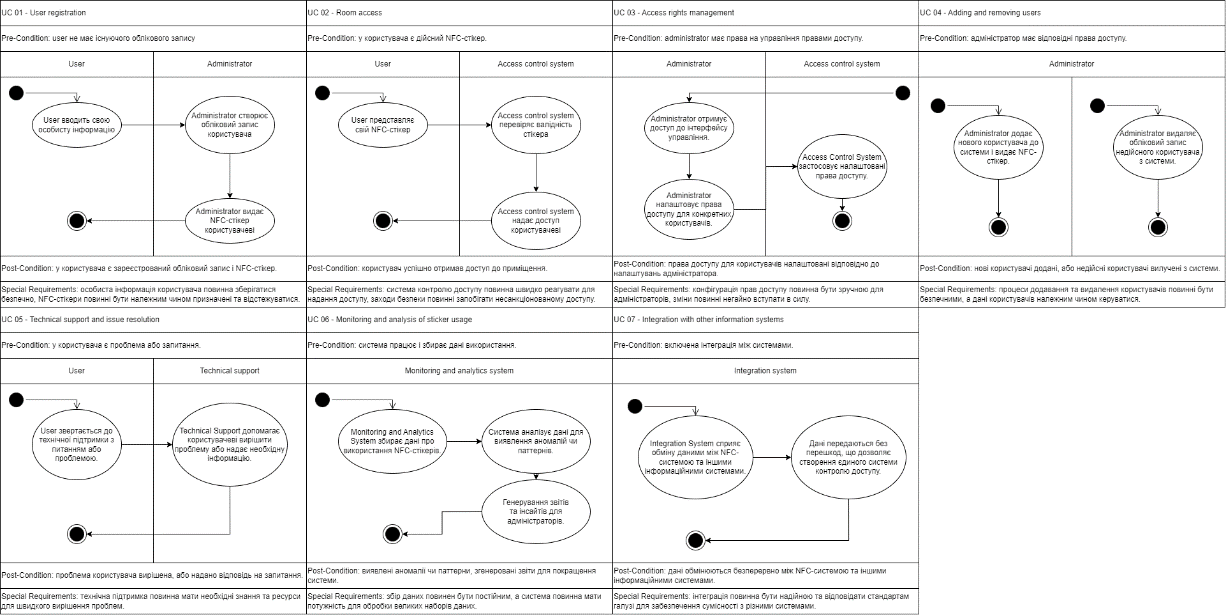 UC 01 - User registration
Pre-Condition: user не має існуючого облікового запису
User
Administrator
User вводить свою
особисту інформацію
Administrator створює
обліковий запис
користувача
Administrator видає
NFC-стікер
користувачеві
Post-Condition: у користувача є зареєстрований обліковий запис і NFC-стікер.
Special Requirements: особиста інформація користувача повинна зберігатися
безпечно, NFC-стікери повинні бути належним чином призначені та відстежуватися.
UC 02 - Room access
Pre-Condition: у користувача є дійсний NFC-стікер.
User
Access control system
User представляє
свій NFC-стікер
Access control system
перевіряє валідність
стікера
Access control system
надає доступ
користувачеві
Post-Condition: користувач успішно отримав доступ до приміщення.
Special Requirements: система контролю доступу повинна швидко реагувати для
надання доступу, заходи безпеки повинні запобігати несанкціонованому доступу.
UC 03 - Access rights management
Pre-Condition: administrator має права на управління правами доступу.
Administrator
Access control system
Administrator отримує
доступ до інтерфейсу
управління.
Administrator
налаштовує права
доступу для конкретних
користувачів.
Access Control System
застосовує налаштовані
права доступу.
Post-Condition: права доступу для користувачів налаштовані відповідно до
налаштувань адміністратора
Special Requirements: конфігурація прав доступу повинна бути зручною для
адміністраторів, зміни повинні негайно вступати в силу.
UC 04 - Adding and removing users
Pre-Condition: адміністратор має відповідні права доступу.
Administrator
Administrator додає
нового користувача до
системи і видає NFC-
стікер.
Administrator видаляє
обліковий запис
недійсного користувача
з системи.
Post-Condition: нові користувачі додані, або недійсні користувачі вилучені з системи.
Special Requirements: процеси додавання та видалення користувачів повинні бути
безпечними, а дані користувачів належним чином керуватися.
UC 05 - Technical support and issue resolution
Pre-Condition: у користувача є проблема або запитання.
User
Technical support
User звертається до
технічної підтримки з
питанням або
проблемою.
Technical Support допомагає
користувачеві вирішити
проблему або надає необхідну
інформацію.
Post-Condition: проблема користувача вирішена, або надано відповідь на запитання.
Special Requirements: технічна підтримка повинна мати необхідні знання та ресурси
для швидкого вирішення проблем.
UC 06 - Monitoring and analysis of sticker usage
Pre-Condition: система працює і збирає дані використання.
Monitoring and analytics system
Monitoring and Analytics
System збирає дані про
використання NFC-стікерів.
Система аналізує дані для
виявлення аномалій чи
паттернів.
Генерування звітів
та інсайтів для
адміністраторів.
Post-Condition: виявлені аномалії чи паттерни, згенеровані звіти для покращення
системи.
Special Requirements: збір даних повинен бути постійним, а система повинна мати
потужність для обробки великих наборів даних.
UC 07 - Integration with other information systems
Pre-Condition: включена інтеграція між системами.
Integration system
Integration System сприяє
обміну даними між NFC-
системою та іншими
інформаційними системами.
Дані передаються без
перешкод, що дозволяє
створення єдиного системи
контролю доступу.
Post-Condition: дані обмінюються безперервно між NFC-системою та іншими
інформаційними системами.
Special Requirements: інтеграція повинна бути надійною та відповідати стандартам
галузі для забезпечення сумісності з різними системами.